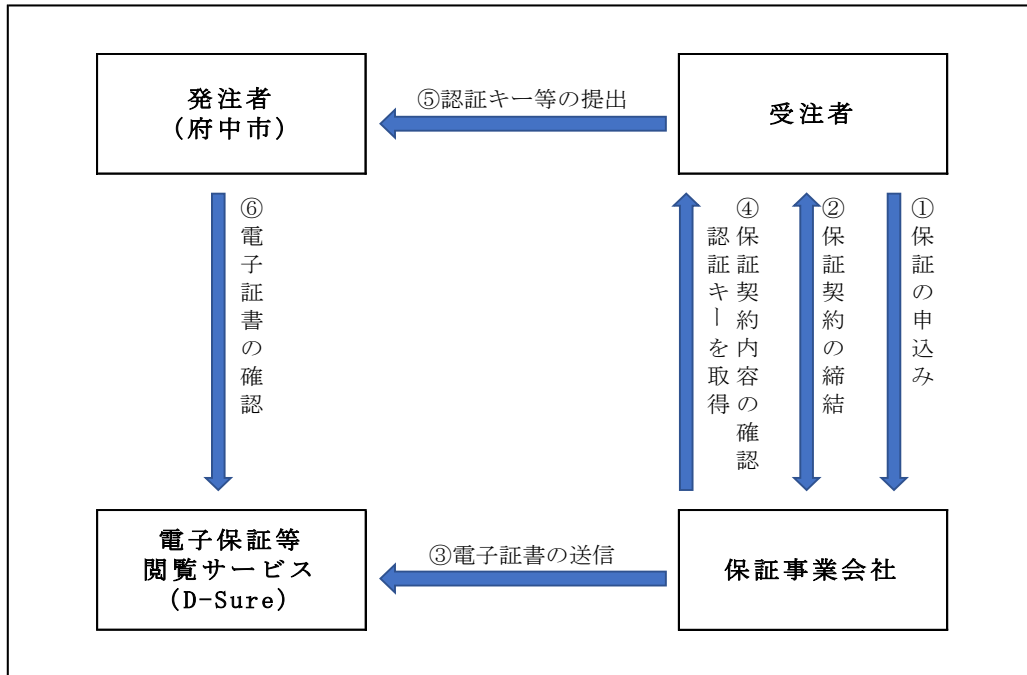 発注者
(府中市)
⑤認証キー等の提出
受注者
⑥電子証書の確認
④保証契約内容の確認
認証キーを取得
②保証契約の締結
①保証の申込み
電子保証等
閲覧サービス
(D-Sure)
③電子証書の送信
保証事業会社